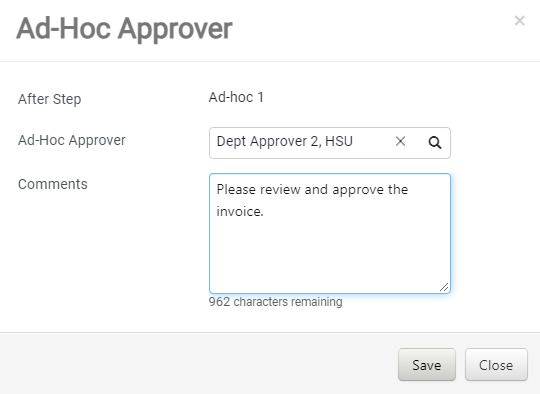 Ad-Hoc Approver
×
After Step
Ad-hoc 1
Ad-Hoc Approver
Dept Approver 2, HSU
Comments
Please review and approve the
invoice.
962 characters remaining
Save
Close